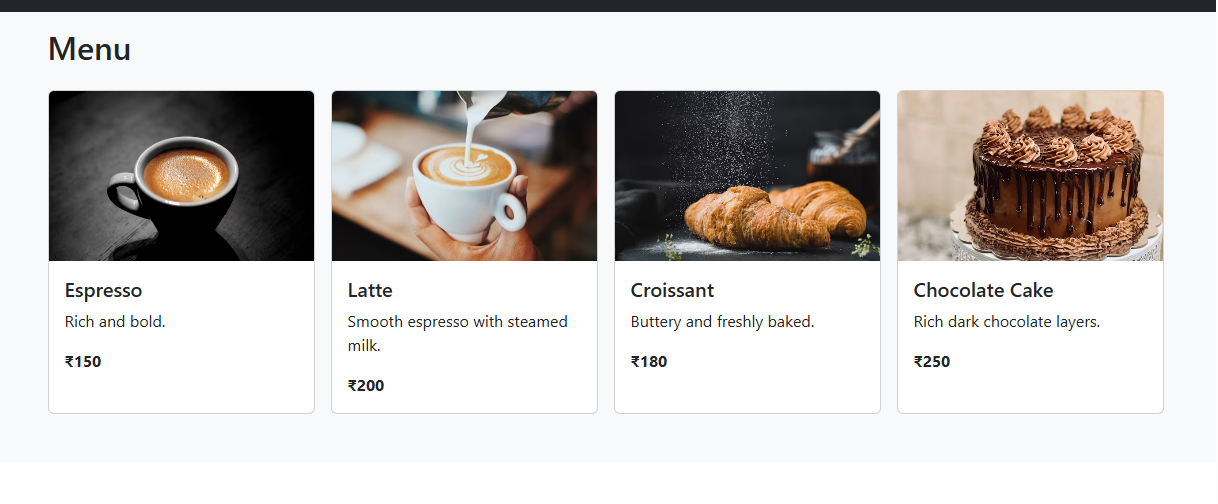 Menu
Espresso
Rich and bold.
₹150
Latte
Smooth espresso with steamed
milk.
₹200
Croissant
Buttery and freshly baked.
₹180
Chocolate Cake
Rich dark chocolate layers.
₹250